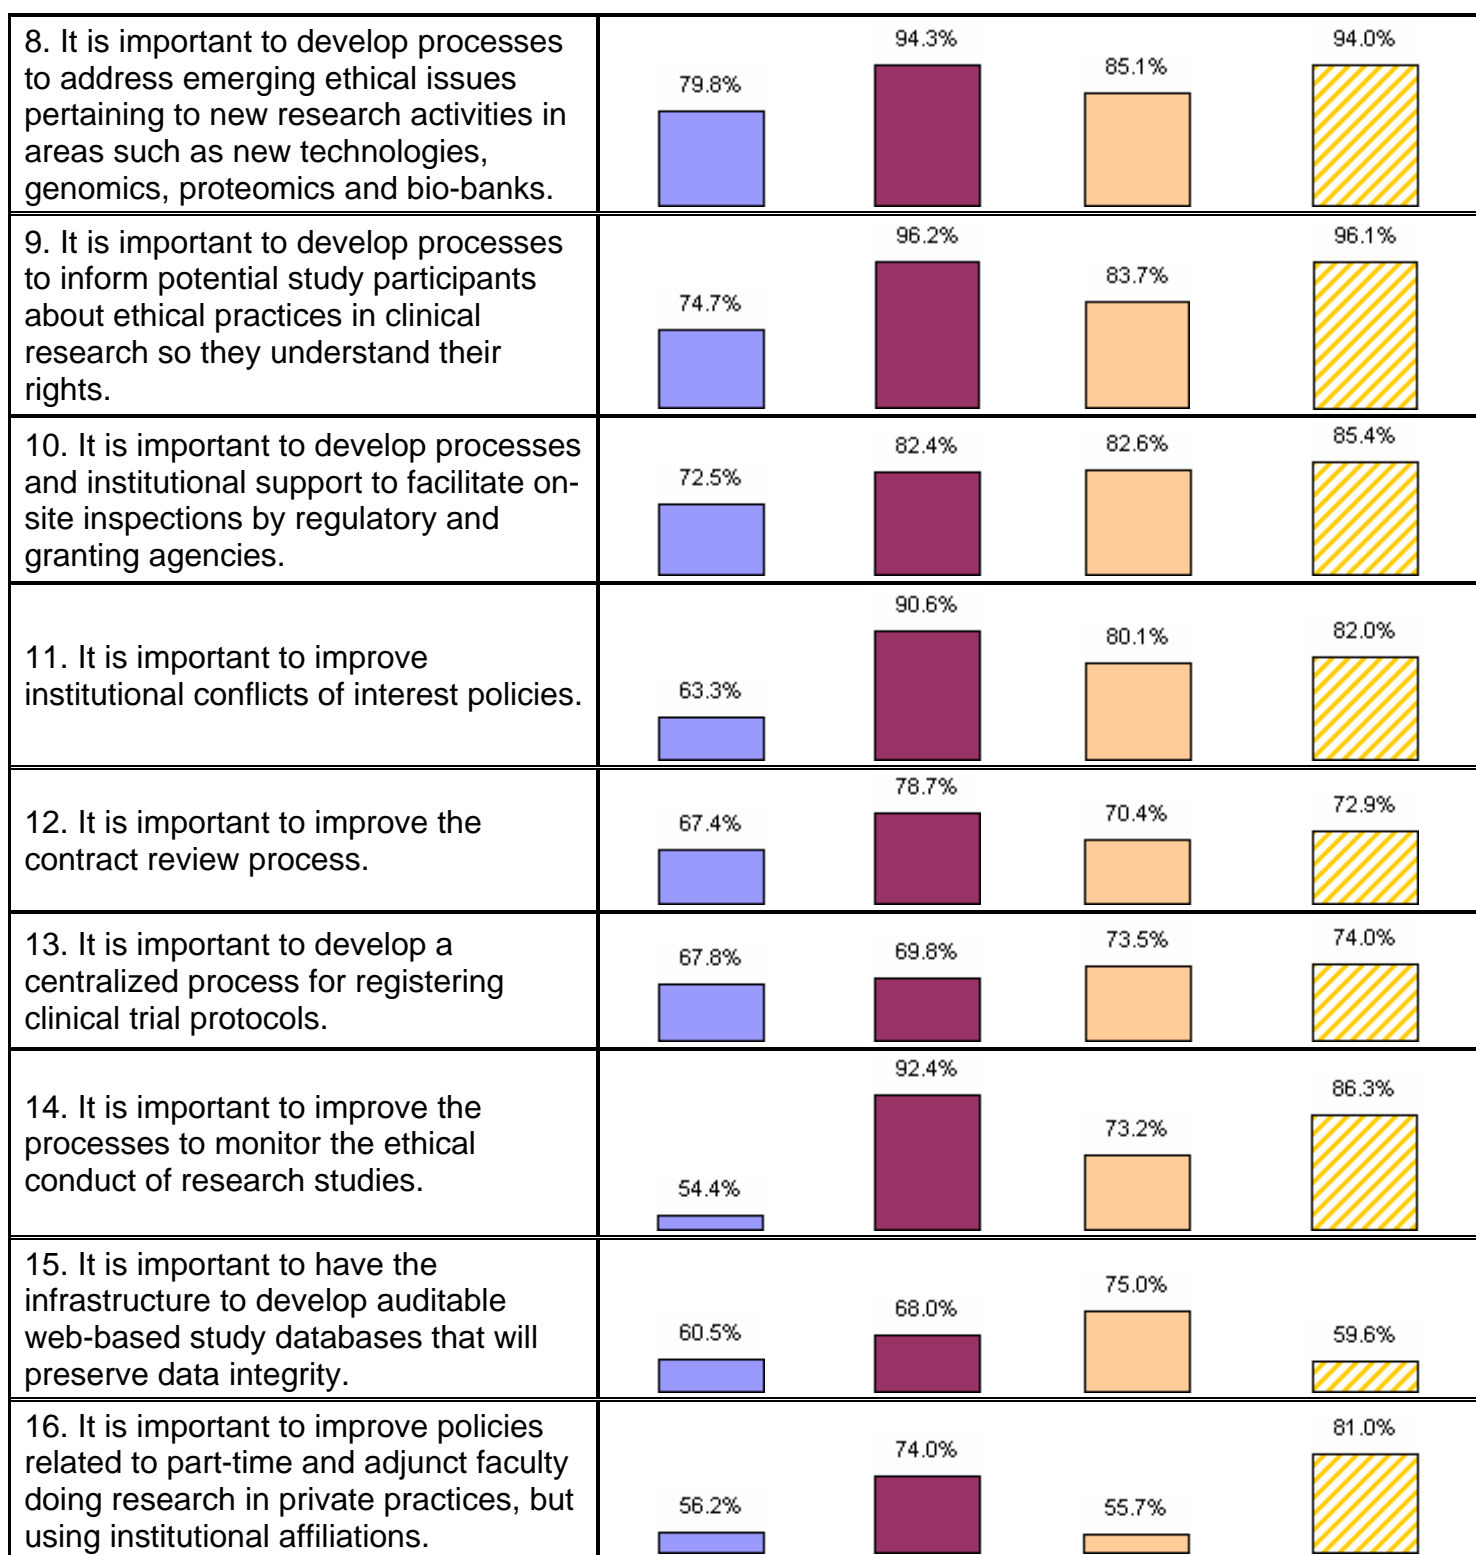 8. It is important to develop processes
to address emerging ethical issues
pertaining to new research activities in
areas such as new technologies,
genomics, proteomics and bio-banks.
79.8%
94.3%
85.1%
94.0%
9. It is important to develop processes
to inform potential study participants
about ethical practices in clinical
research so they understand their
rights.
74.7%
96.2%
83.7%
96.1%
10. It is important to develop processes
and institutional support to facilitate on-
site inspections by regulatory and
granting agencies.
72.5%
82.4%
82.6%
85.4%
11. It is important to improve
institutional conflicts of interest policies.
63.3%
90.6%
80.1%
82.0%
12. It is important to improve the
contract review process.
67.4%
78.7%
70.4%
72.9%
13. It is important to develop a
centralized process for registering
clinical trial protocols.
67.8%
69.8%
73.5%
74.0%
14. It is important to improve the
processes to monitor the ethical
conduct of research studies.
54.4%
92.4%
73.2%
86.3%
15. It is important to have the
infrastructure to develop auditable
web-based study databases that will
preserve data integrity.
60.5%
68.0%
75.0%
59.6%
16. It is important to improve policies
related to part-time and adjunct faculty
doing research in private practices, but
using institutional affiliations.
56.2%
74.0%
55.7%
81.0%